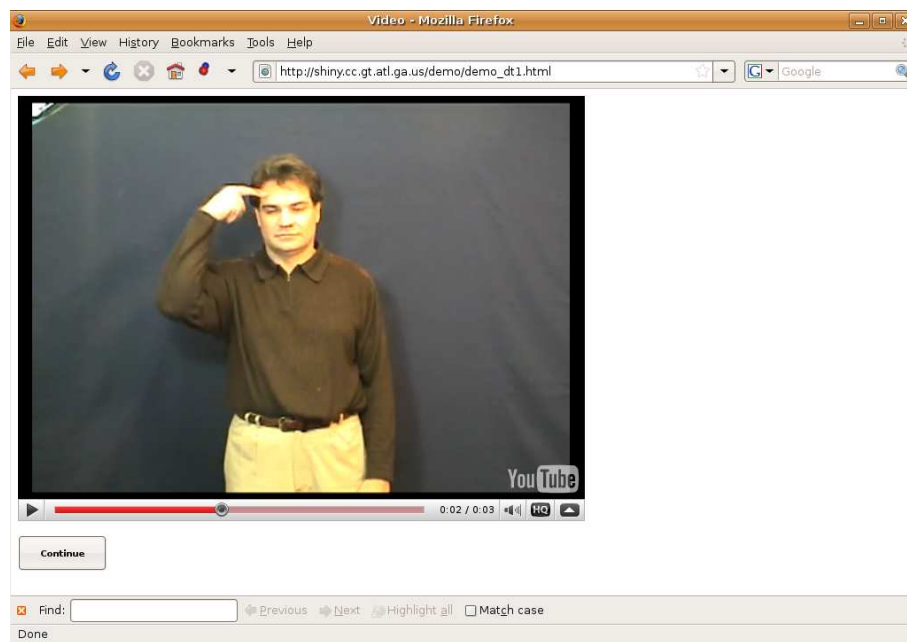 Video - Mozilla Firefox
File Edit View History Bookmarks Tools Help
http://shiny.cc.gt.atl.ga.us/demo/demo_dt1.html
G Google
YouTube
0:02 / 0:03 HQ
Continue
Find: Previous Next Highlight all Match case
Done